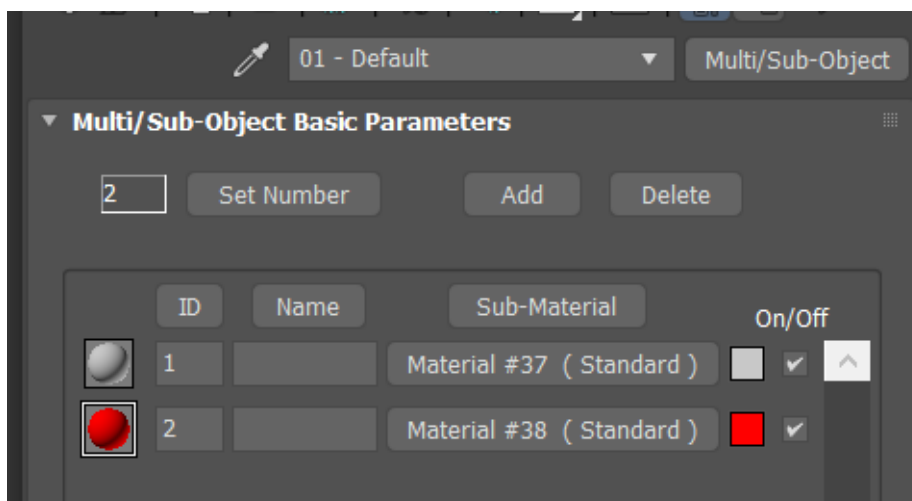 01 - Default
Multi/Sub-Object
Multi/Sub-Object Basic Parameters
2 Set Number Add Delete
ID Name Sub-Material On/Off
1 Material #37 ( Standard )
2 Material #38 ( Standard )